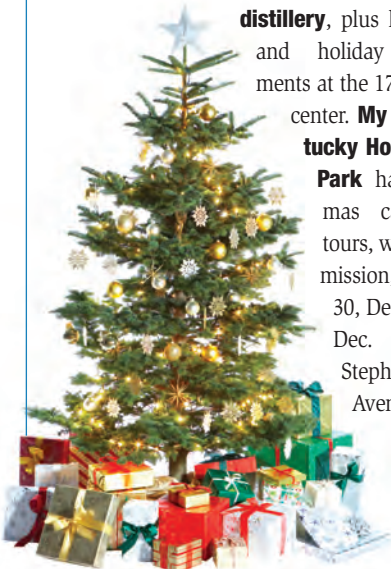 distillery, plus
and holiday
ments at the 17
center. My
tucky Ho
Park ha
mas c
tours, w
mission
30, De
Dec.
Steph
Aven